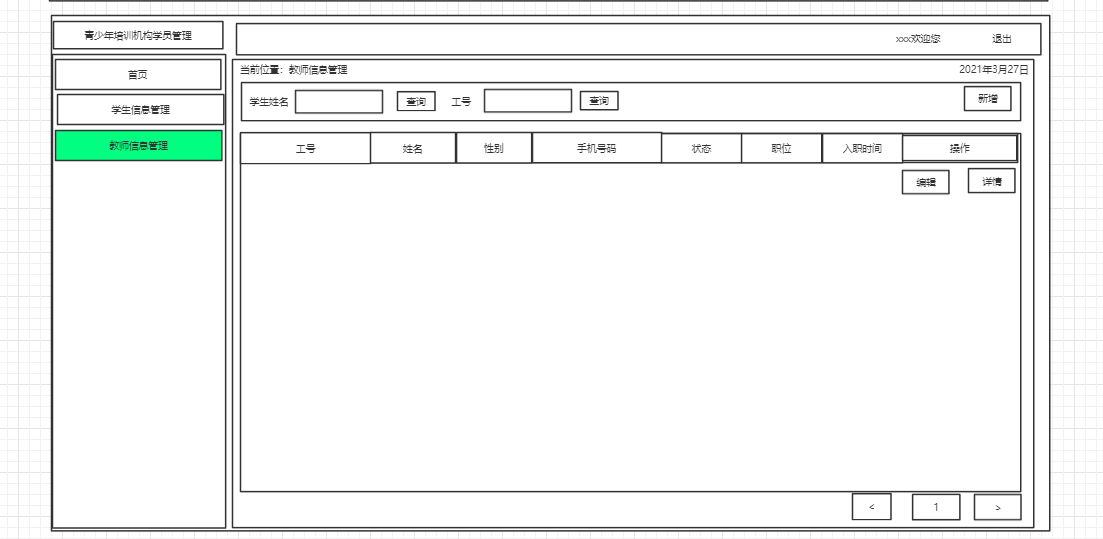 青少年培训机构学员管理
xxx欢迎您 退出
首页
学生信息管理
教师信息管理
当前位置：教师信息管理 2021年3月27日
学生姓名 查询 工号 查询 新增
工号 姓名 性别 手机号码 状态 职位 入职时间 操作
编辑 详情
< 1 >